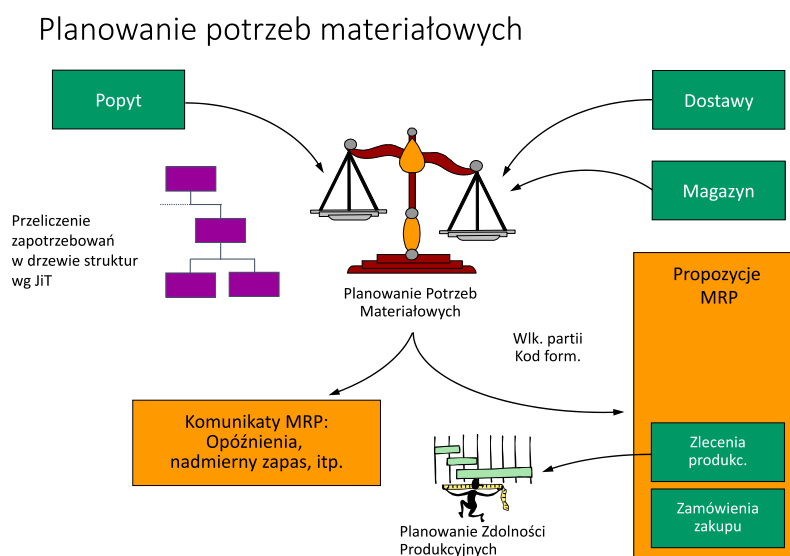 Planowanie potrzeb materiałowych
Popyt
Dostawy
Magazyn
Przeliczenie
zapotrzebowań
w drzewie struktur
wg JiT
Planowanie Potrzeb
Materiałowych
Propozycje
MRP
Wlk. partii
Kod form.
Komunikaty MRP:
Opóźnienia,
nadmierny zapas, itp.
Zlecenia
produkc.
Zamówienia
zakupu
Planowanie Zdolności
Produkcyjnych